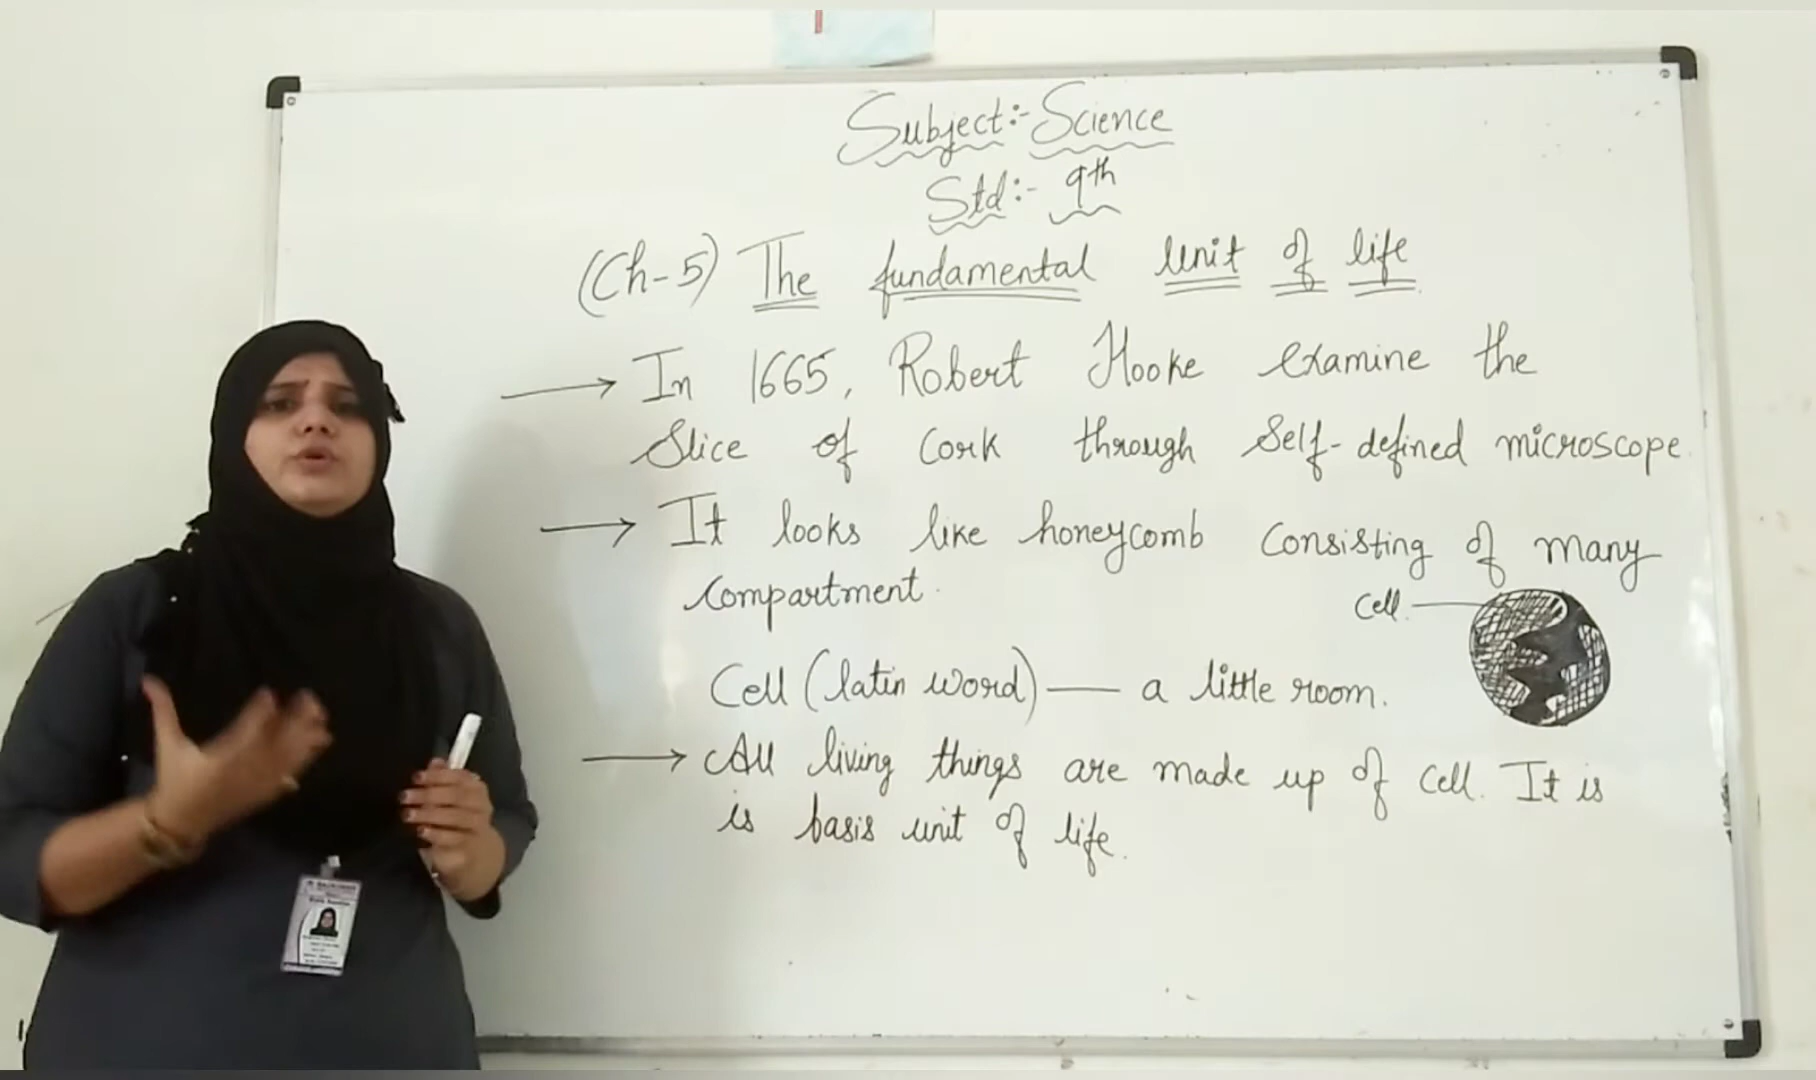 Subject:- Science
Std:- 9th
(Ch-5) The fundamental unit of life
→ In 1665, Robert Hooke examine the
Slice of Cork through Self-defined microscope.
→ It looks like honeycomb Consisting of many
compartment.
Cell.
Cell (latin word) — a little room.
→ All living things are made up of Cell. It is
is basis unit of life.